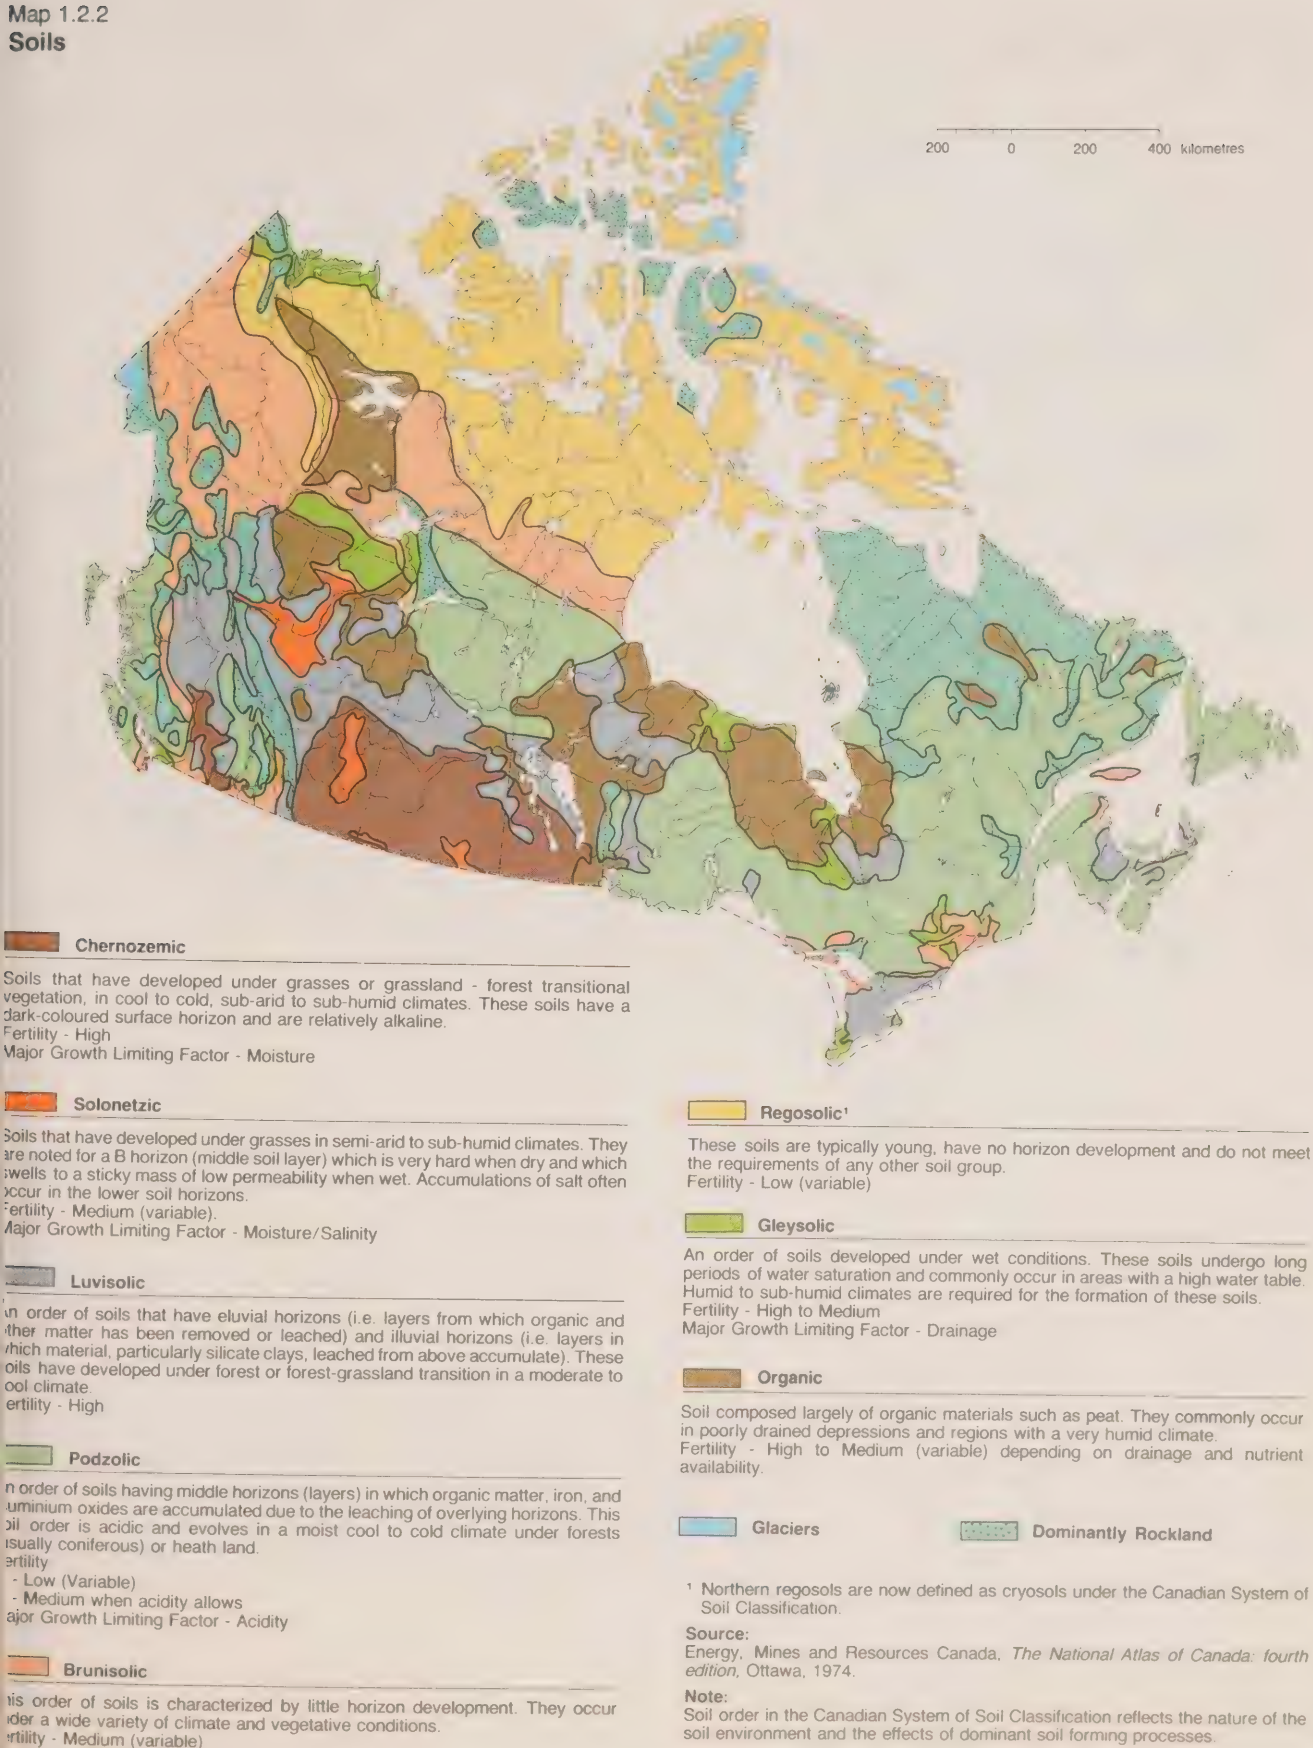 Map 1.2.2
Soils
200 0 200 400 kilometres
Chernozemic
Soils that have developed under grasses or grassland - forest transitional
vegetation, in cool to cold, sub-arid to sub-humid climates. These soils have a
dark-coloured surface horizon and are relatively alkaline.
Fertility - High
Major Growth Limiting Factor - Moisture
Solonetzic
Soils that have developed under grasses in semi-arid to sub-humid climates. They
are noted for a B horizon (middle soil layer) which is very hard when dry and which
swells to a sticky mass of low permeability when wet. Accumulations of salt often
occur in the lower soil horizons.
Fertility - Medium (variable).
Major Growth Limiting Factor - Moisture/Salinity
Luvisolic
n order of soils that have eluvial horizons (i.e. layers from which organic and
ther matter has been removed or leached) and illuvial horizons (i.e. layers in
hich material, particularly silicate clays, leached from above accumulate). These
oils have developed under forest or forest-grassland transition in a moderate to
ool climate.
ertility - High
Podzolic
n order of soils having middle horizons (layers) in which organic matter, iron, and
uminium oxides are accumulated due to the leaching of overlying horizons. This
oil order is acidic and evolves in a moist cool to cold climate under forests
usually coniferous) or heath land.
ertility
- Low (Variable)
- Medium when acidity allows
ajor Growth Limiting Factor - Acidity
Brunisolic
his order of soils is characterized by little horizon development. They occur
nder a wide variety of climate and vegetative conditions.
ertility - Medium (variable)
Regosolic¹
These soils are typically young, have no horizon development and do not meet
the requirements of any other soil group.
Fertility - Low (variable)
Gleysolic
An order of soils developed under wet conditions. These soils undergo long
periods of water saturation and commonly occur in areas with a high water table.
Humid to sub-humid climates are required for the formation of these soils.
Fertility - High to Medium
Major Growth Limiting Factor - Drainage
Organic
Soil composed largely of organic materials such as peat. They commonly occur
in poorly drained depressions and regions with a very humid climate.
Fertility - High to Medium (variable) depending on drainage and nutrient
availability.
Glaciers
Dominantly Rockland
¹ Northern regosols are now defined as cryosols under the Canadian System of
Soil Classification.
Source:
Energy, Mines and Resources Canada, The National Atlas of Canada: fourth
edition, Ottawa, 1974.
Note:
Soil order in the Canadian System of Soil Classification reflects the nature of the
soil environment and the effects of dominant soil forming processes.